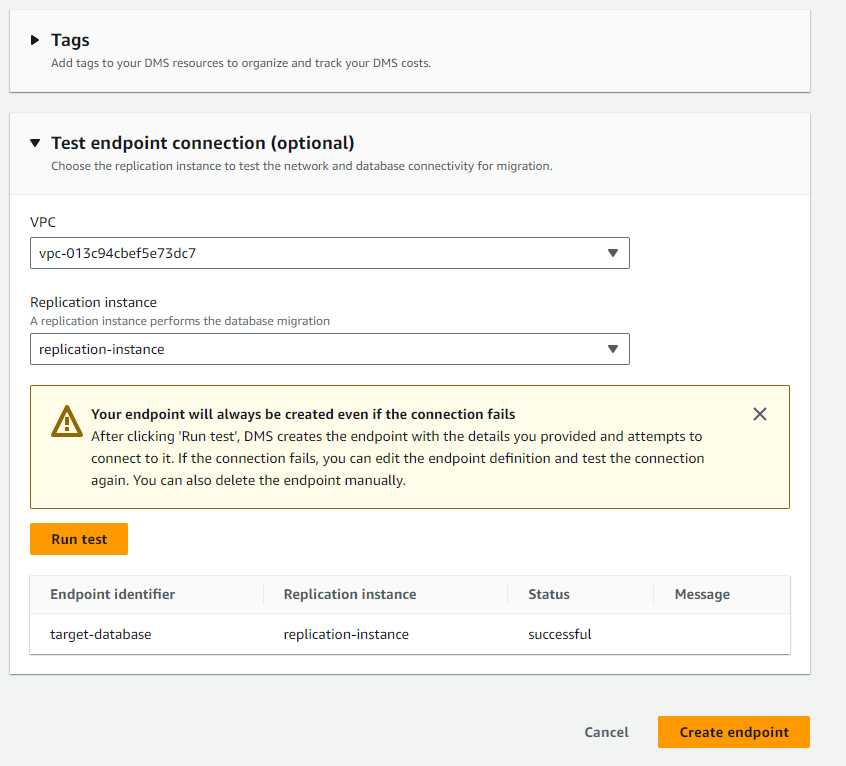 Tags
Add tags to your DMS resources to organize and track your DMS costs.
Test endpoint connection (optional)
Choose the replication instance to test the network and database connectivity for migration.
VPC
vpc-013c94cbef5e73dc7
Replication instance
A replication instance performs the database migration
replication-instance
Your endpoint will always be created even if the connection fails
After clicking 'Run test', DMS creates the endpoint with the details you provided and attempts to
connect to it. If the connection fails, you can edit the endpoint definition and test the connection
again. You can also delete the endpoint manually.
Run test
Endpoint identifier Replication instance Status Message
target-database replication-instance successful
Cancel Create endpoint